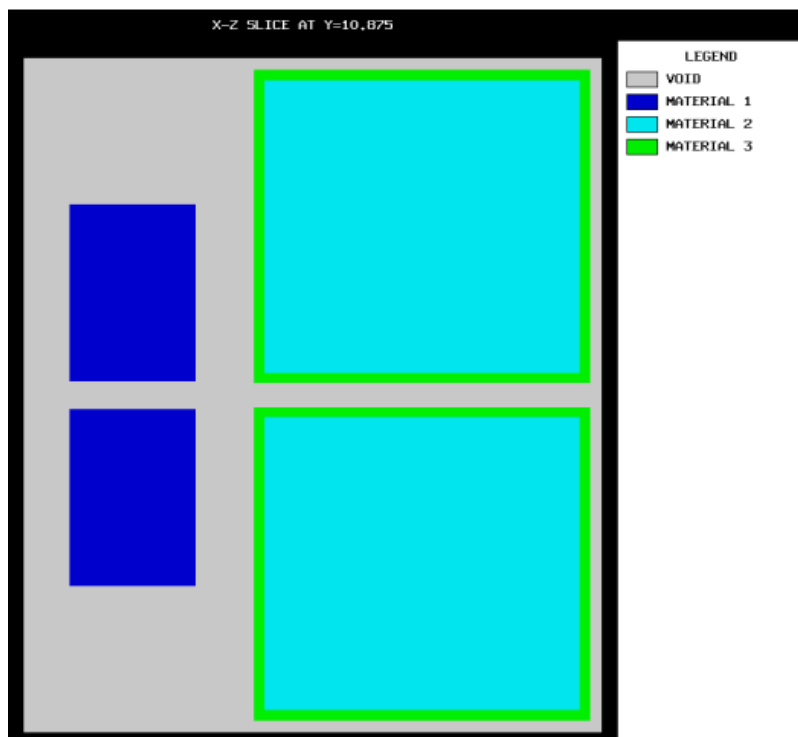 X-Z SLICE AT Y=10.875
LEGEND
VOID
MATERIAL 1
MATERIAL 2
MATERIAL 3